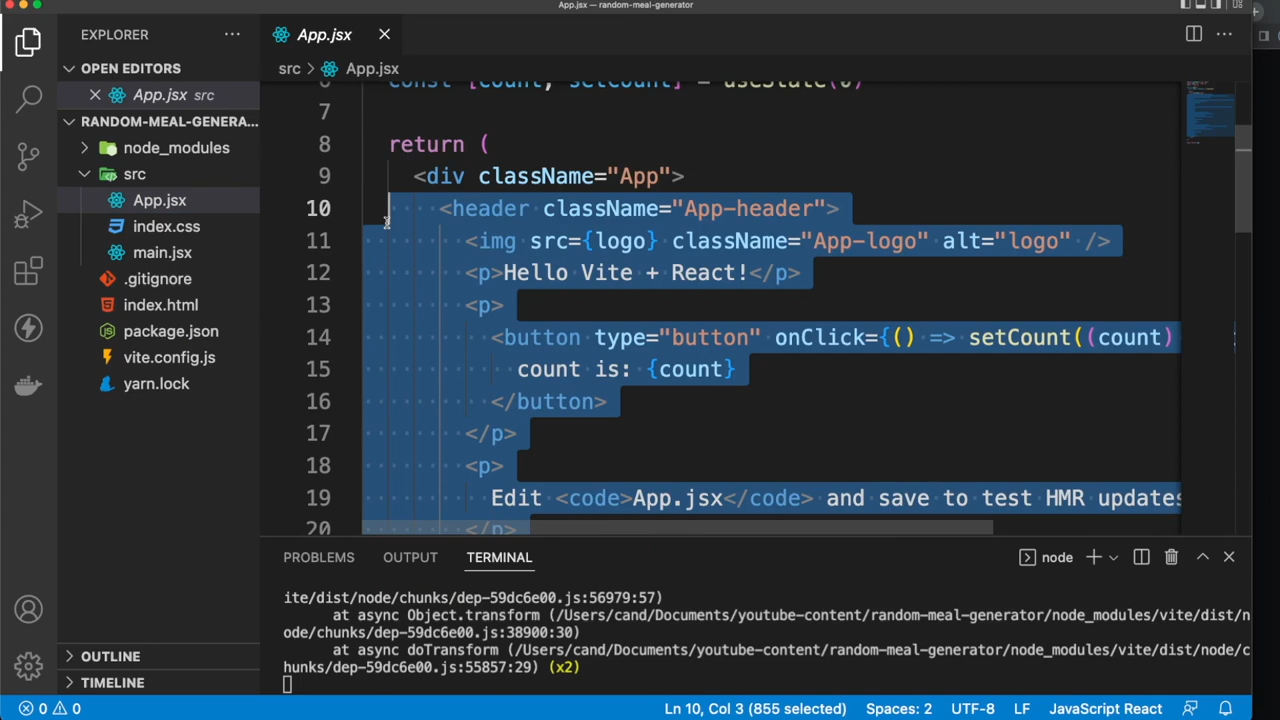 App.jsx — random-meal-generator
EXPLORER
App.jsx
OPEN EDITORS
src
App.jsx
App.jsx src
RANDOM-MEAL-GENERA...
node_modules
src
App.jsx
index.css
main.jsx
.gitignore
index.html
package.json
vite.config.js
yarn.lock
OUTLINE
TIMELINE
6 const [count, setCount] = useState(0)
7
8 return (
9 <div className="App">
10 <header className="App-header">
11 <img src={logo} className="App-logo" alt="logo" />
12 <p>Hello Vite + React!</p>
13 <p>
14 <button type="button" onClick={() => setCount((count)
15 count is: {count}
16 </button>
17 </p>
18 <p>
19 Edit <code>App.jsx</code> and save to test HMR updates
20 </p>
PROBLEMS OUTPUT TERMINAL
node
ite/dist/node/chunks/dep-59dc6e00.js:56979:57)
at async Object.transform (/Users/cand/Documents/youtube-content/random-meal-generator/node_modules/vite/dist/n
ode/chunks/dep-59dc6e00.js:38900:30)
at async doTransform (/Users/cand/Documents/youtube-content/random-meal-generator/node_modules/vite/dist/node/c
hunks/dep-59dc6e00.js:55857:29) (x2)
0 0
Ln 10, Col 3 (855 selected) Spaces: 2 UTF-8 LF JavaScript React